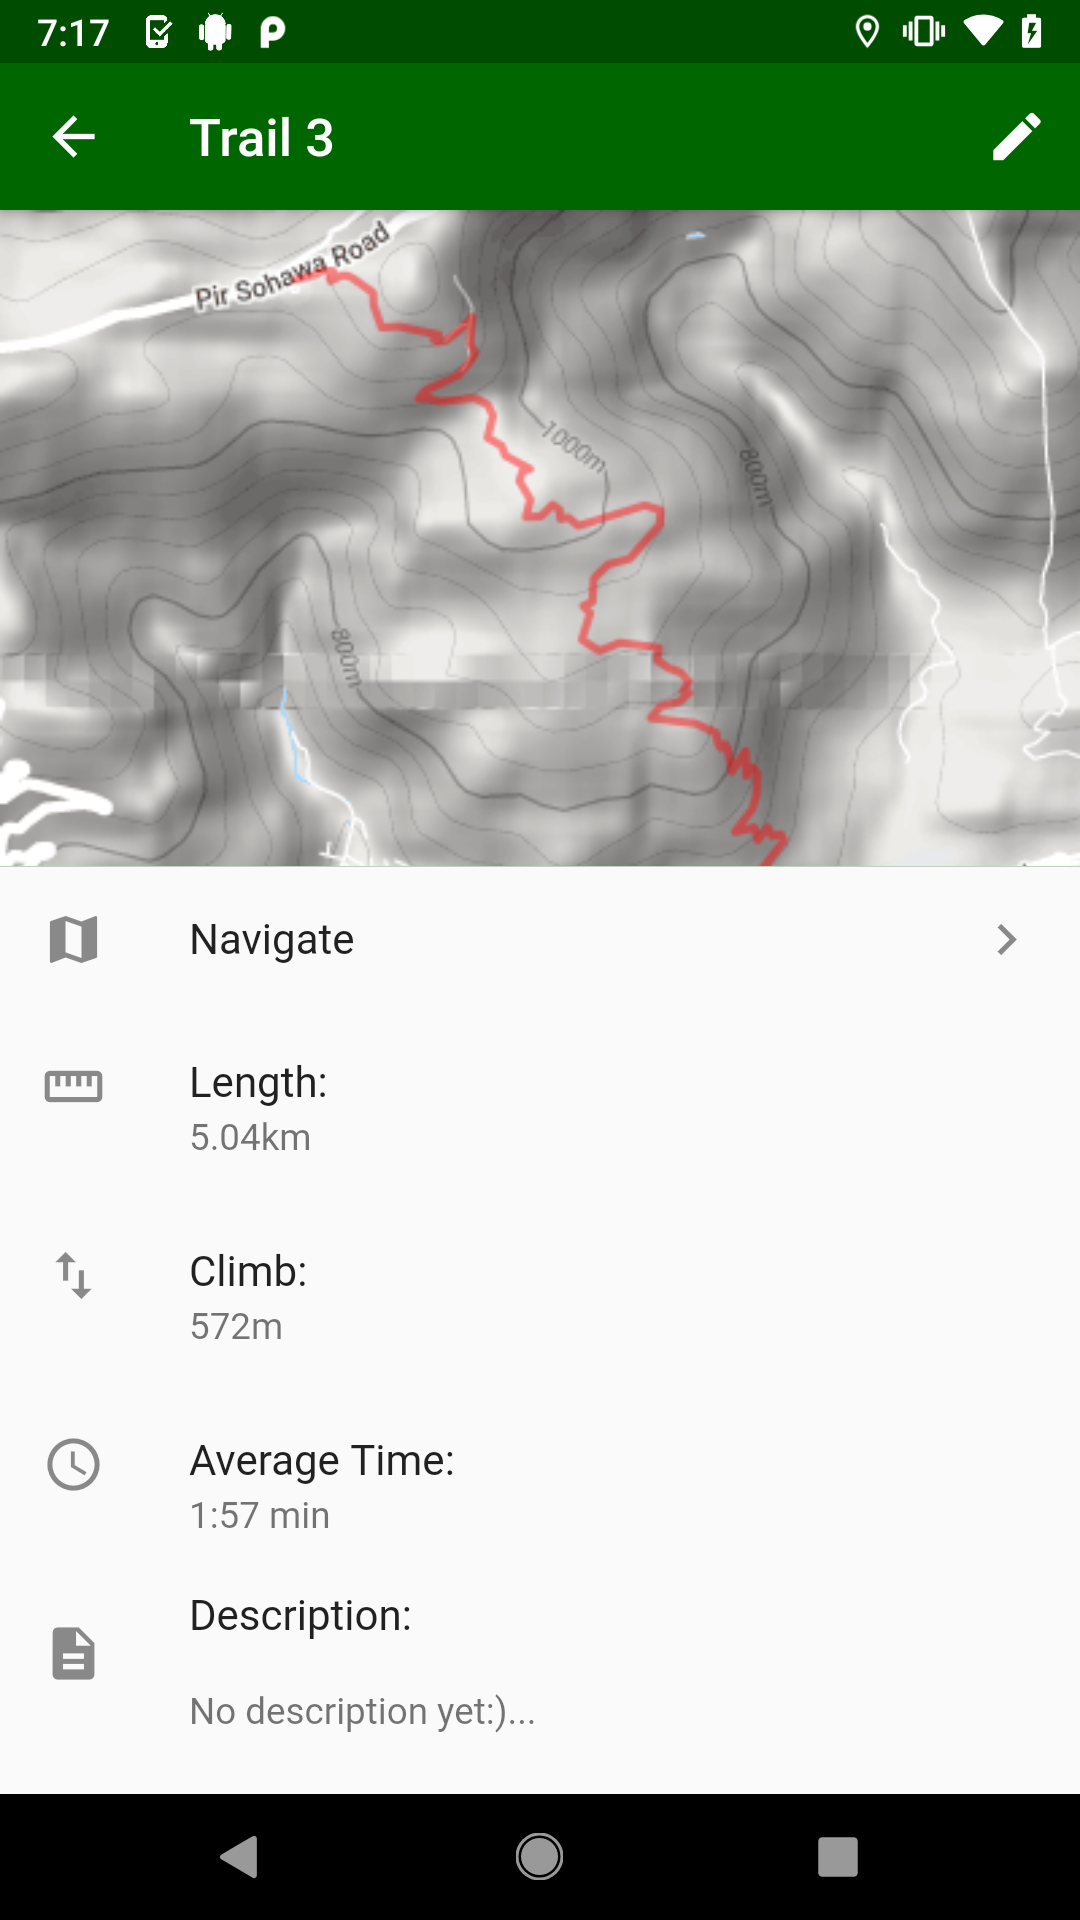 7:17
Trail 3
Pir Sohawa Road
1000m
800m
800m
Navigate
Length:
5.04km
Climb:
572m
Average Time:
1:57 min
Description:
No description yet:)...